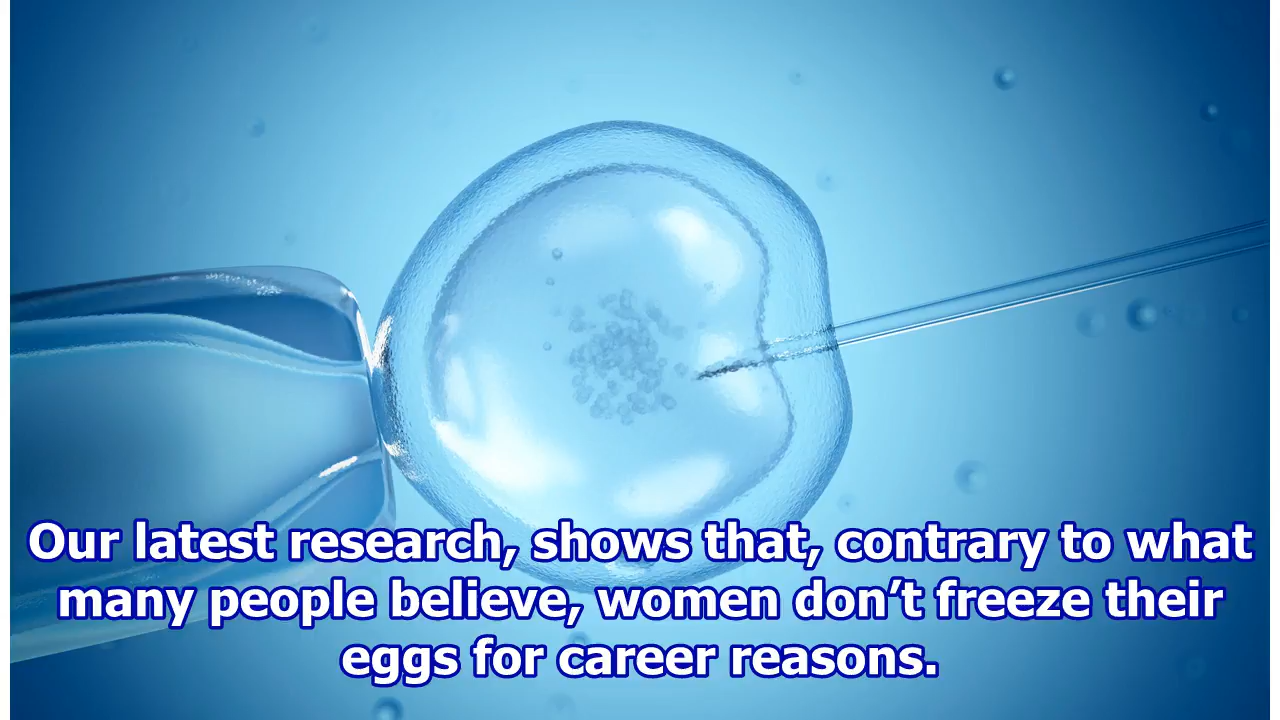 Our latest research, shows that, contrary to what
many people believe, women don’t freeze their
eggs for career reasons.